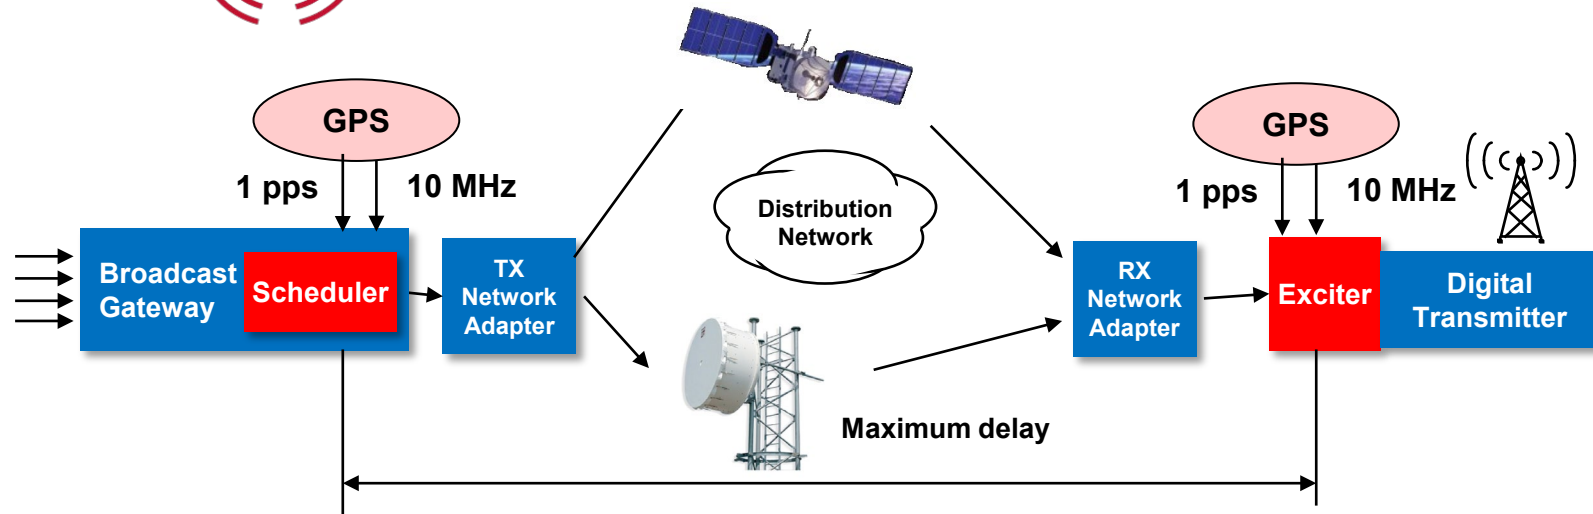 GPS
1 pps
10 MHz
Broadcast
Gateway
Scheduler
TX
Network
Adapter
Distribution
Network
Maximum delay
RX
Network
Adapter
GPS
1 pps
10 MHz
Exciter
Digital
Transmitter